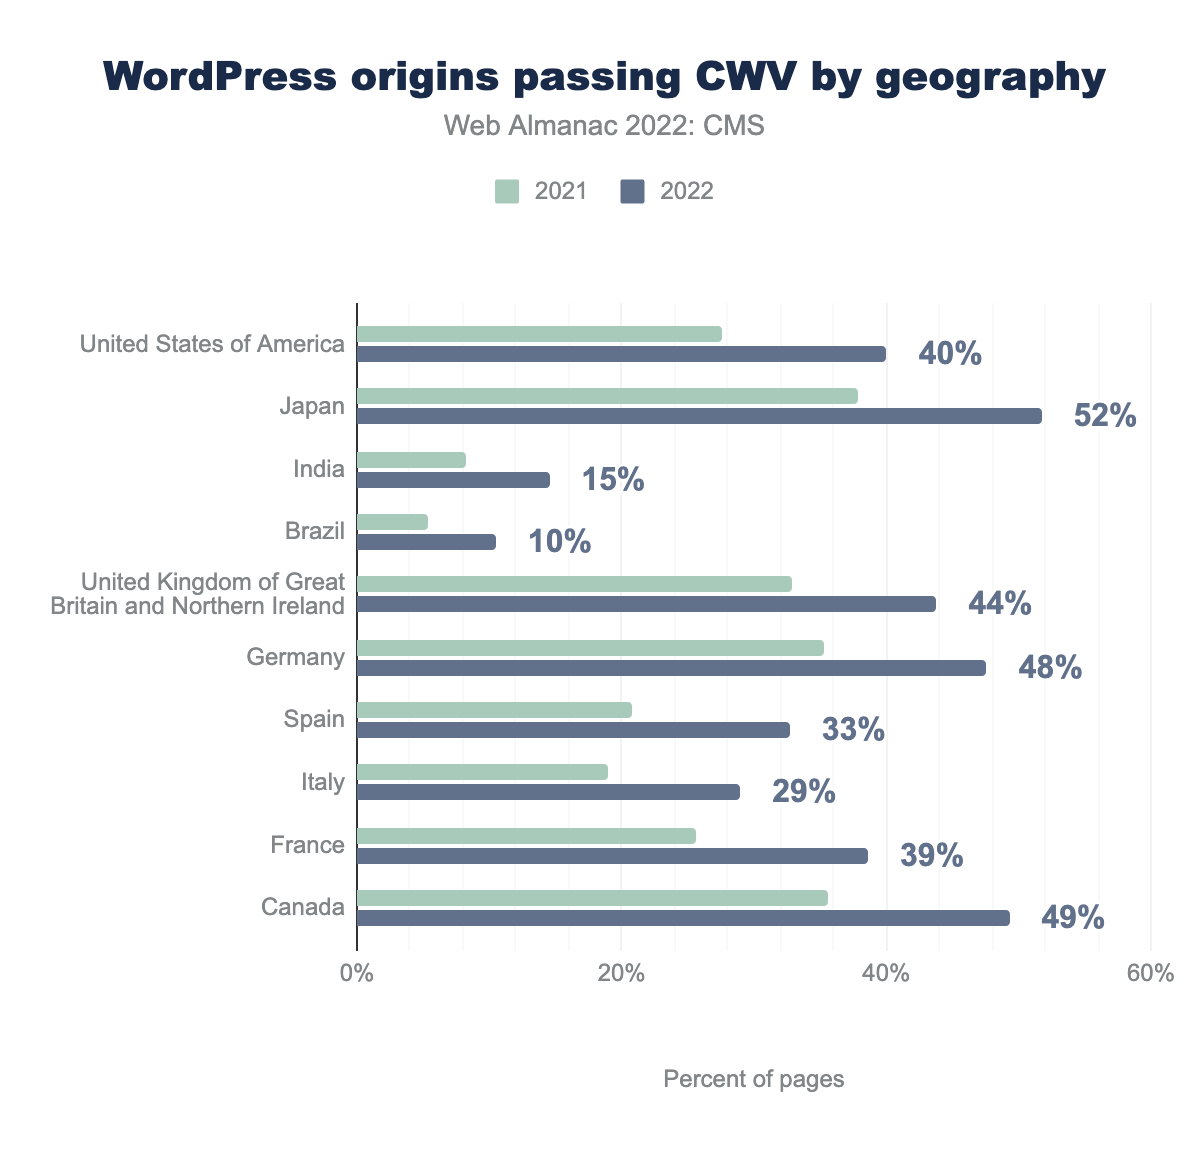 WordPress origins passing CWV by geography
Web Almanac 2022: CMS
2021 2022
United States of America 40%
Japan 52%
India 15%
Brazil 10%
United Kingdom of Great
Britain and Northern Ireland 44%
Germany 48%
Spain 33%
Italy 29%
France 39%
Canada 49%
0% 20% 40% 60%
Percent of pages